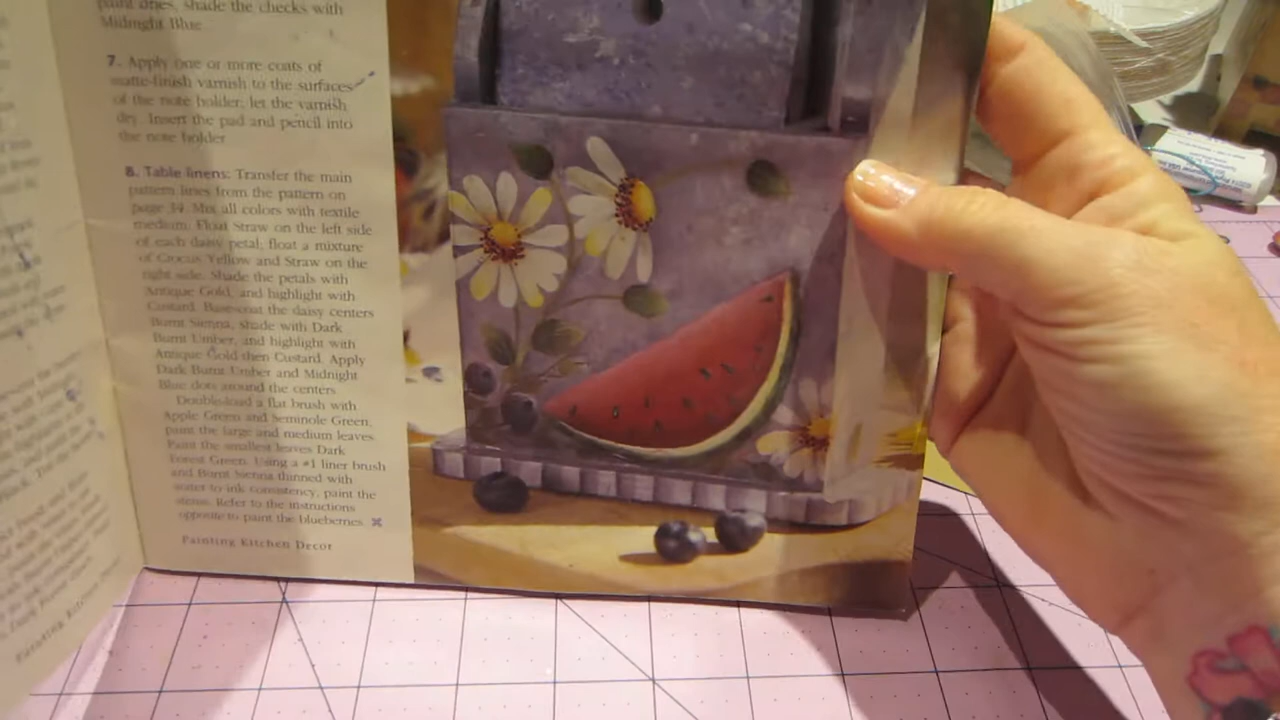 paint ones, shade the checks with
Midnight Blue.
7. Apply one or more coats of
matte-finish varnish to the surfaces
of the note holder; let the varnish
dry. Insert the pad and pencil into
the note holder.
8. Table linens: Transfer the main
pattern lines from the pattern on
page 34. Mix all colors with textile
medium. Float Straw on the left side
of each daisy petal; float a mixture
of Crocus Yellow and Straw on the
right side. Shade the petals with
Antique Gold, and highlight with
Custard. Base-coat the daisy centers
Burnt Sienna, shade with Dark
Burnt Umber, and highlight with
Antique Gold then Custard. Apply
Dark Burnt Umber and Midnight
Blue dots around the centers.
Double-load a flat brush with
Apple Green and Seminole Green,
paint the large and medium leaves.
Paint the smallest leaves Dark
Forest Green. Using a #1 liner brush
and Burnt Sienna thinned with
water to ink consistency, paint the
stems. Refer to the instructions
opposite to paint the blueberries.
Painting Kitchen Decor
Painting Kitchen